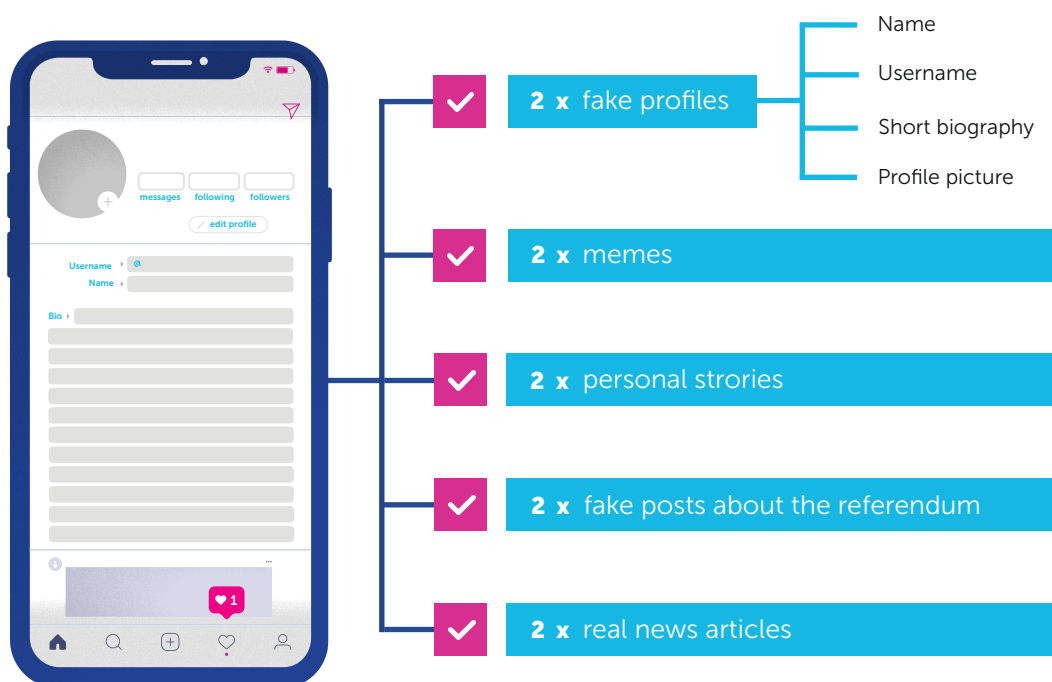 messages following followers
edit profile
Username @
Name
Bio
1
2 x fake profiles
Name
Username
Short biography
Profile picture
2 x memes
2 x personal strories
2 x fake posts about the referendum
2 x real news articles